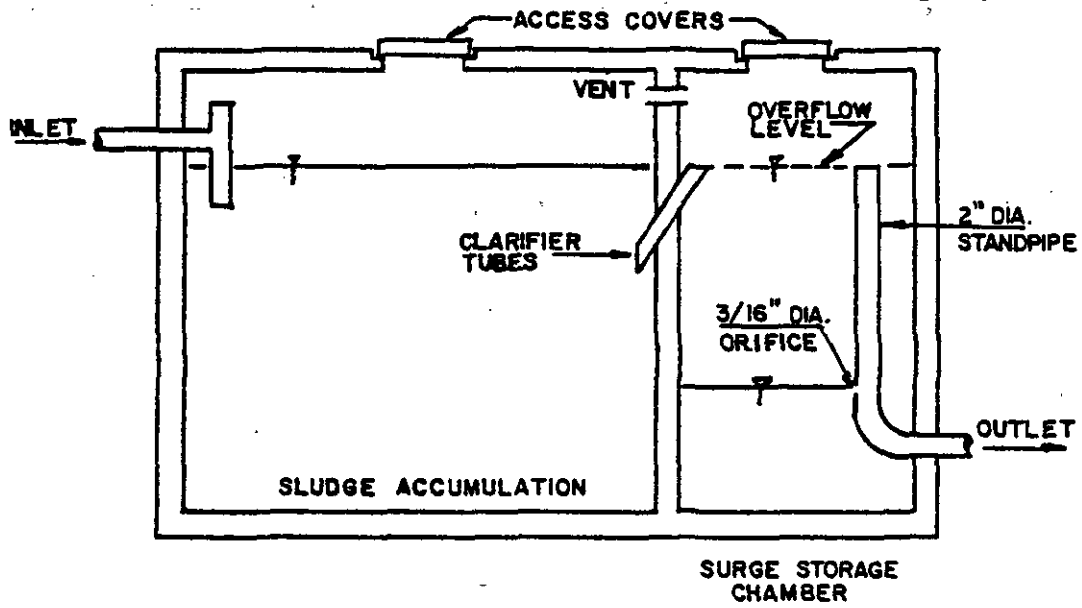 ACCESS COVERS
VENT
INLET
OVERFLOW
LEVEL
2" DIA.
STANDPIPE
CLARIFIER
TUBES
3/16" DIA.
ORIFICE
OUTLET
SLUDGE ACCUMULATION
SURGE STORAGE
CHAMBER